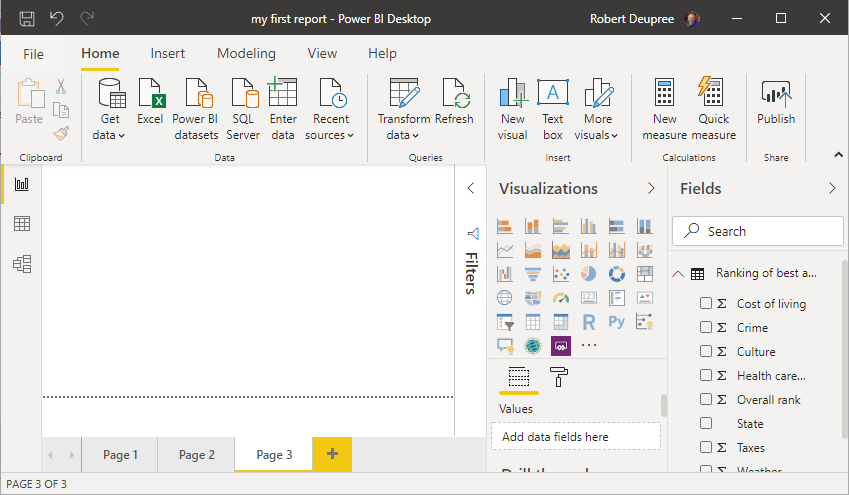 my first report - Power BI Desktop
Robert Deupree
File
Home
Insert
Modeling
View
Help
Paste
Get data
Excel
Power BI datasets
SQL Server
Enter data
Recent sources
Transform data
Refresh
New visual
Text box
More visuals
New measure
Quick measure
Publish
Clipboard
Data
Queries
Insert
Calculations
Share
Filters
Visualizations
123
R
Py
Values
Add data fields here
Fields
Search
Ranking of best a...
Cost of living
Crime
Culture
Health care...
Overall rank
State
Taxes
Weather
Page 1
Page 2
Page 3
PAGE 3 OF 3